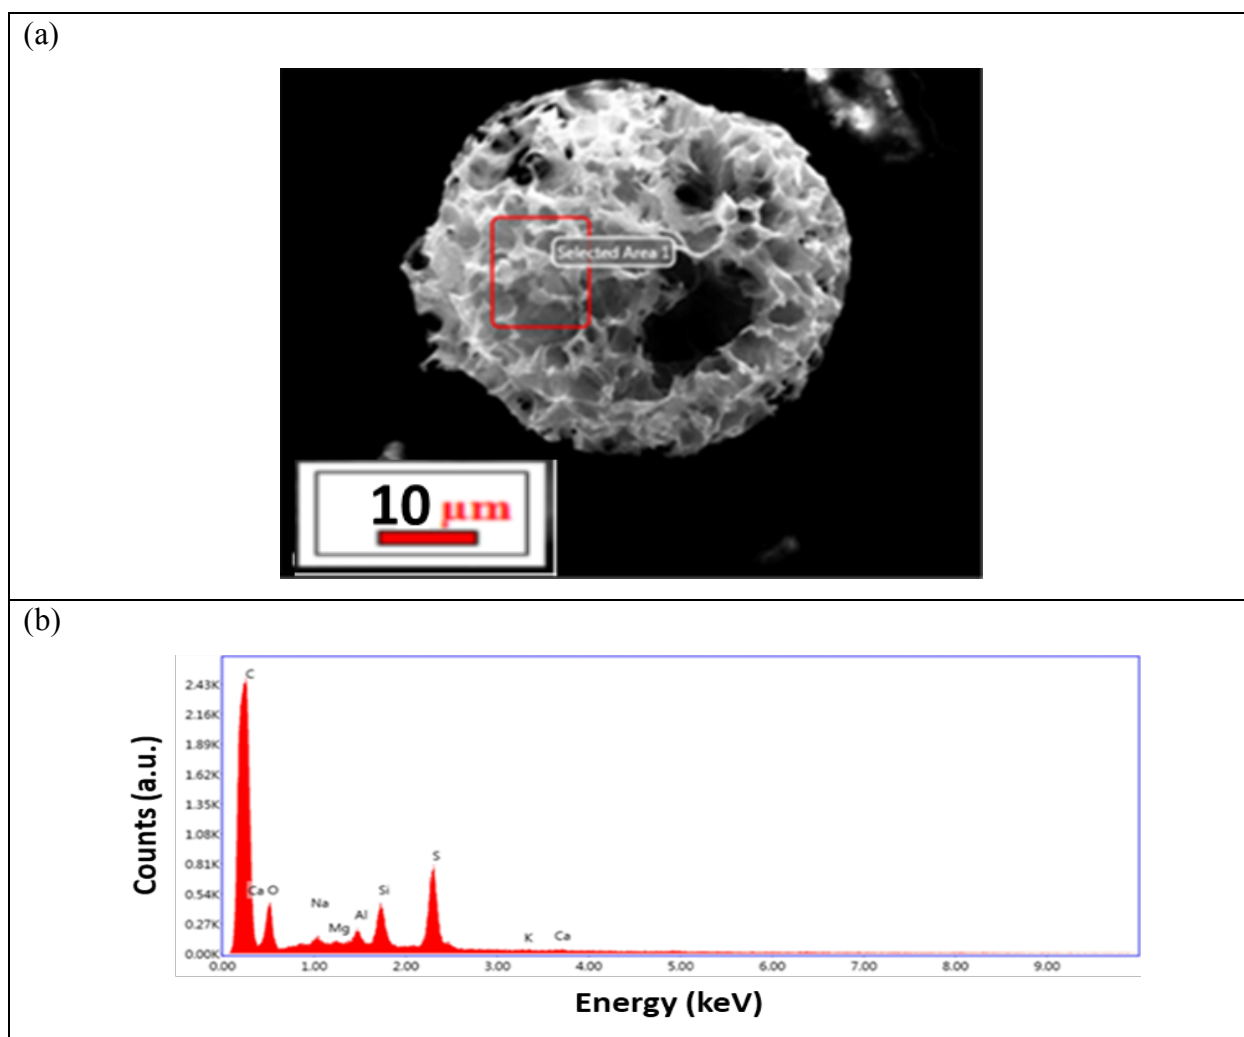 (a)
Selected Area 1
10 µm
(b)
C
2.43K
2.16K
1.89K
1.62K
1.35K
1.08K
0.81K
0.54K
0.27K
0.00K
Ca O
Na
Mg
Al
Si
S
K
Ca
0.00 1.00 2.00 3.00 4.00 5.00 6.00 7.00 8.00 9.00
Counts (a.u.)
Energy (keV)